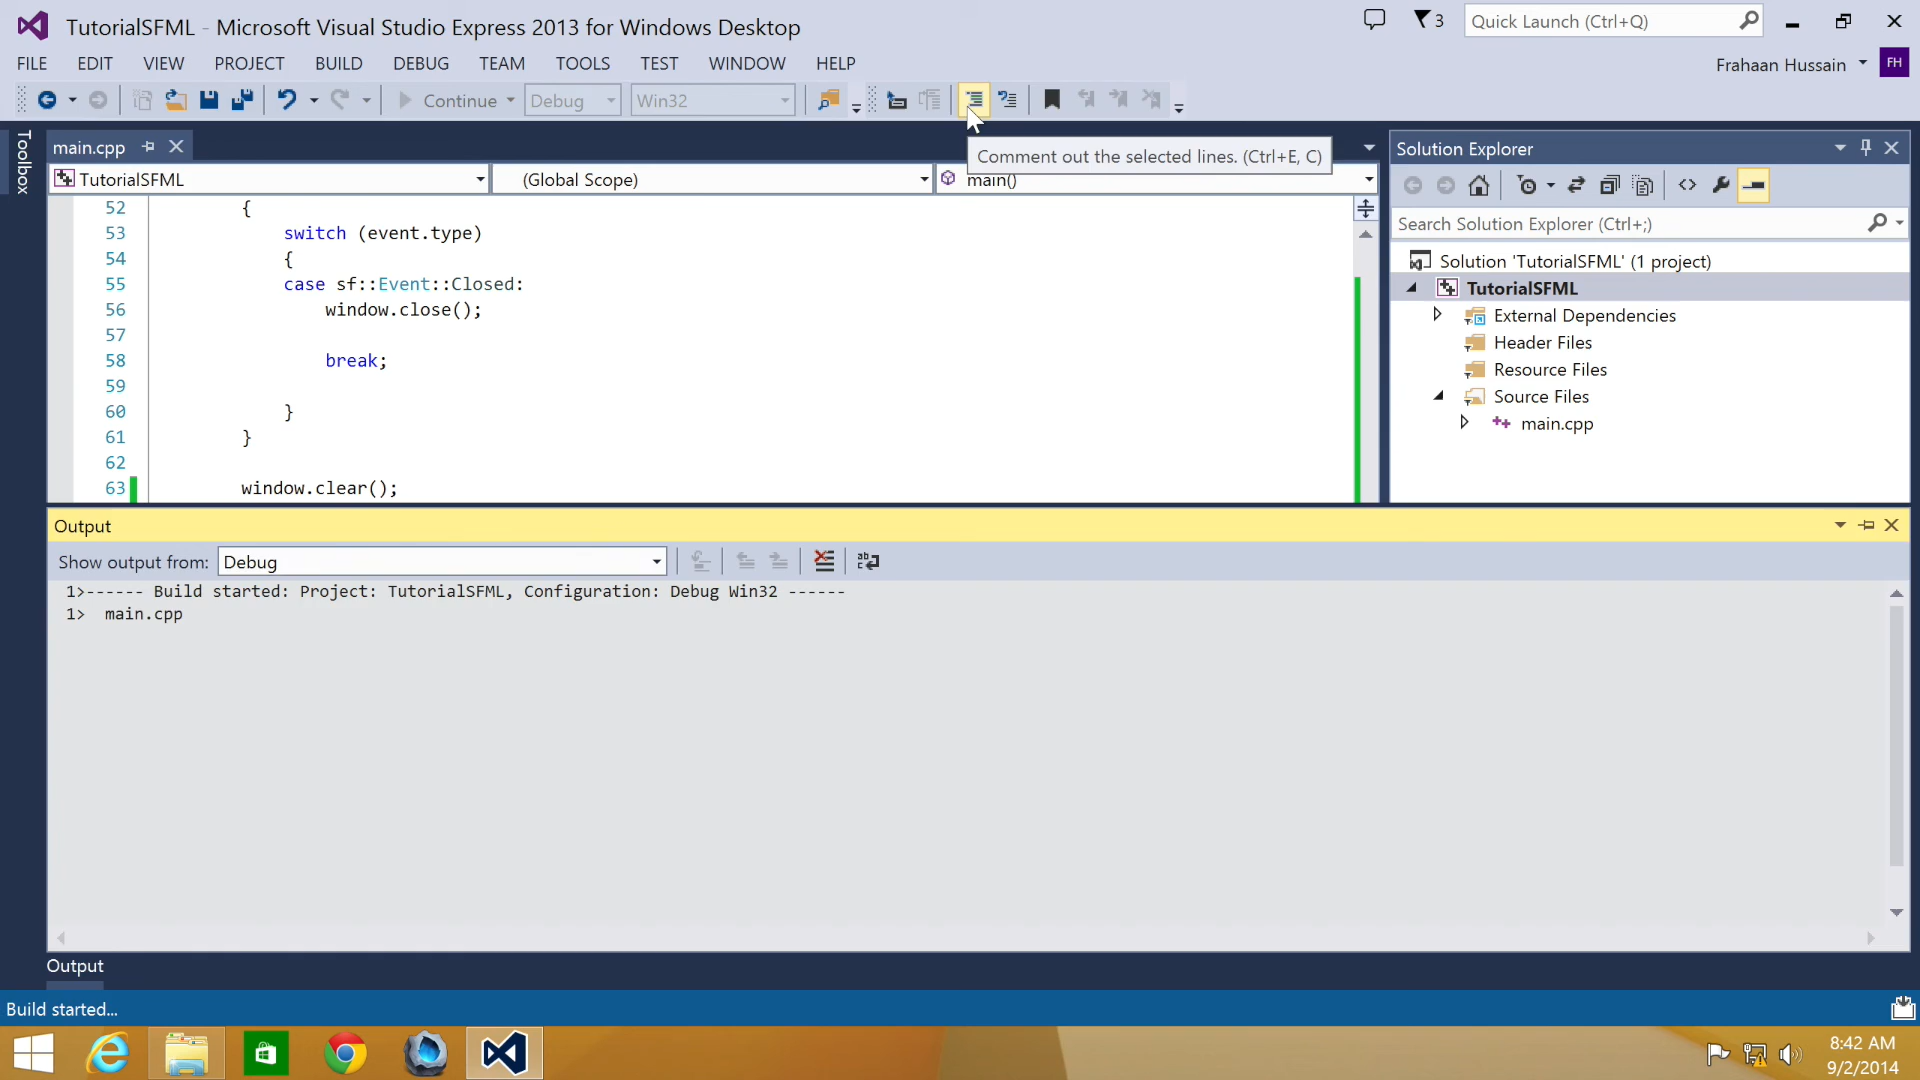 TutorialSFML - Microsoft Visual Studio Express 2013 for Windows Desktop
3
Quick Launch (Ctrl+Q)
FILE EDIT VIEW PROJECT BUILD DEBUG TEAM TOOLS TEST WINDOW HELP
Frahaan Hussain
FH
Continue
Debug
Win32
Comment out the selected lines. (Ctrl+E, C)
Toolbox
main.cpp
TutorialSFML
(Global Scope)
main()
52 {
53 switch (event.type)
54 {
55 case sf::Event::Closed:
56 window.close();
57
58 break;
59
60 }
61 }
62
63 window.clear();
Solution Explorer
Search Solution Explorer (Ctrl+;)
Solution 'TutorialSFML' (1 project)
TutorialSFML
External Dependencies
Header Files
Resource Files
Source Files
main.cpp
Output
Show output from: Debug
1>------ Build started: Project: TutorialSFML, Configuration: Debug Win32 ------
1> main.cpp
Output
Build started...
8:42 AM
9/2/2014